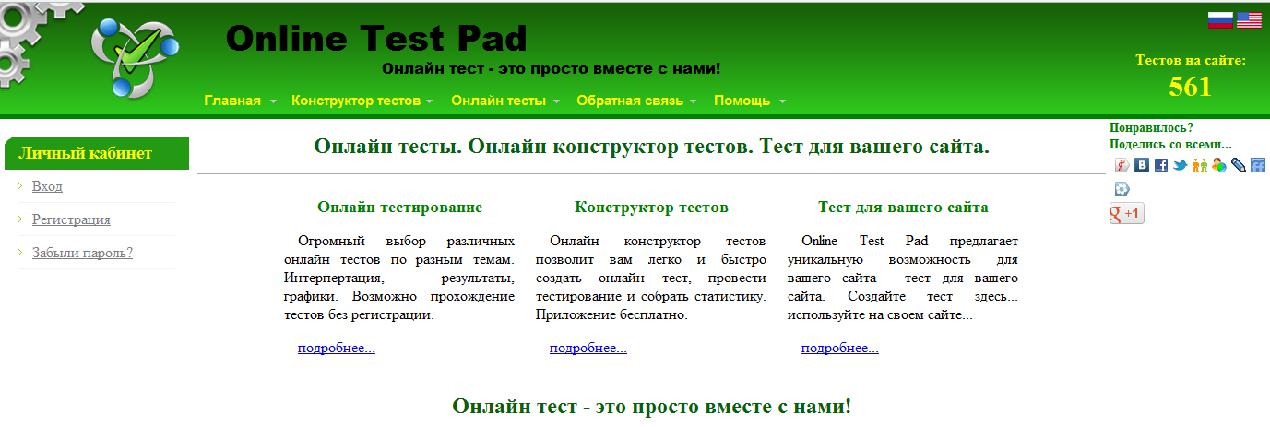 Online Test Pad
Онлайн тест - это просто вместе с нами!
Тестов на сайте:
561
Главная Конструктор тестов Онлайн тесты Обратная связь Помощь
Личный кабинет
Вход
Регистрация
Забыли пароль?
Онлайн тесты. Онлайн конструктор тестов. Тест для вашего сайта.
Онлайн тестирование
Огромный выбор различных
онлайн тестов по разным темам.
Интерпертация, результаты,
графики. Возможно прохождение
тестов без регистрации.
подробнее...
Конструктор тестов
Онлайн конструктор тестов
позволит вам легко и быстро
создать онлайн тест, провести
тестирование и собрать статистику.
Приложение бесплатно.
подробнее...
Тест для вашего сайта
Online Test Pad предлагает
уникальную возможность для
вашего сайта - тест для вашего
сайта. Создайте тест здесь...
используйте на своем сайте...
подробнее...
Понравилось?
Поделись со всеми...
g +1
Онлайн тест - это просто вместе с нами!